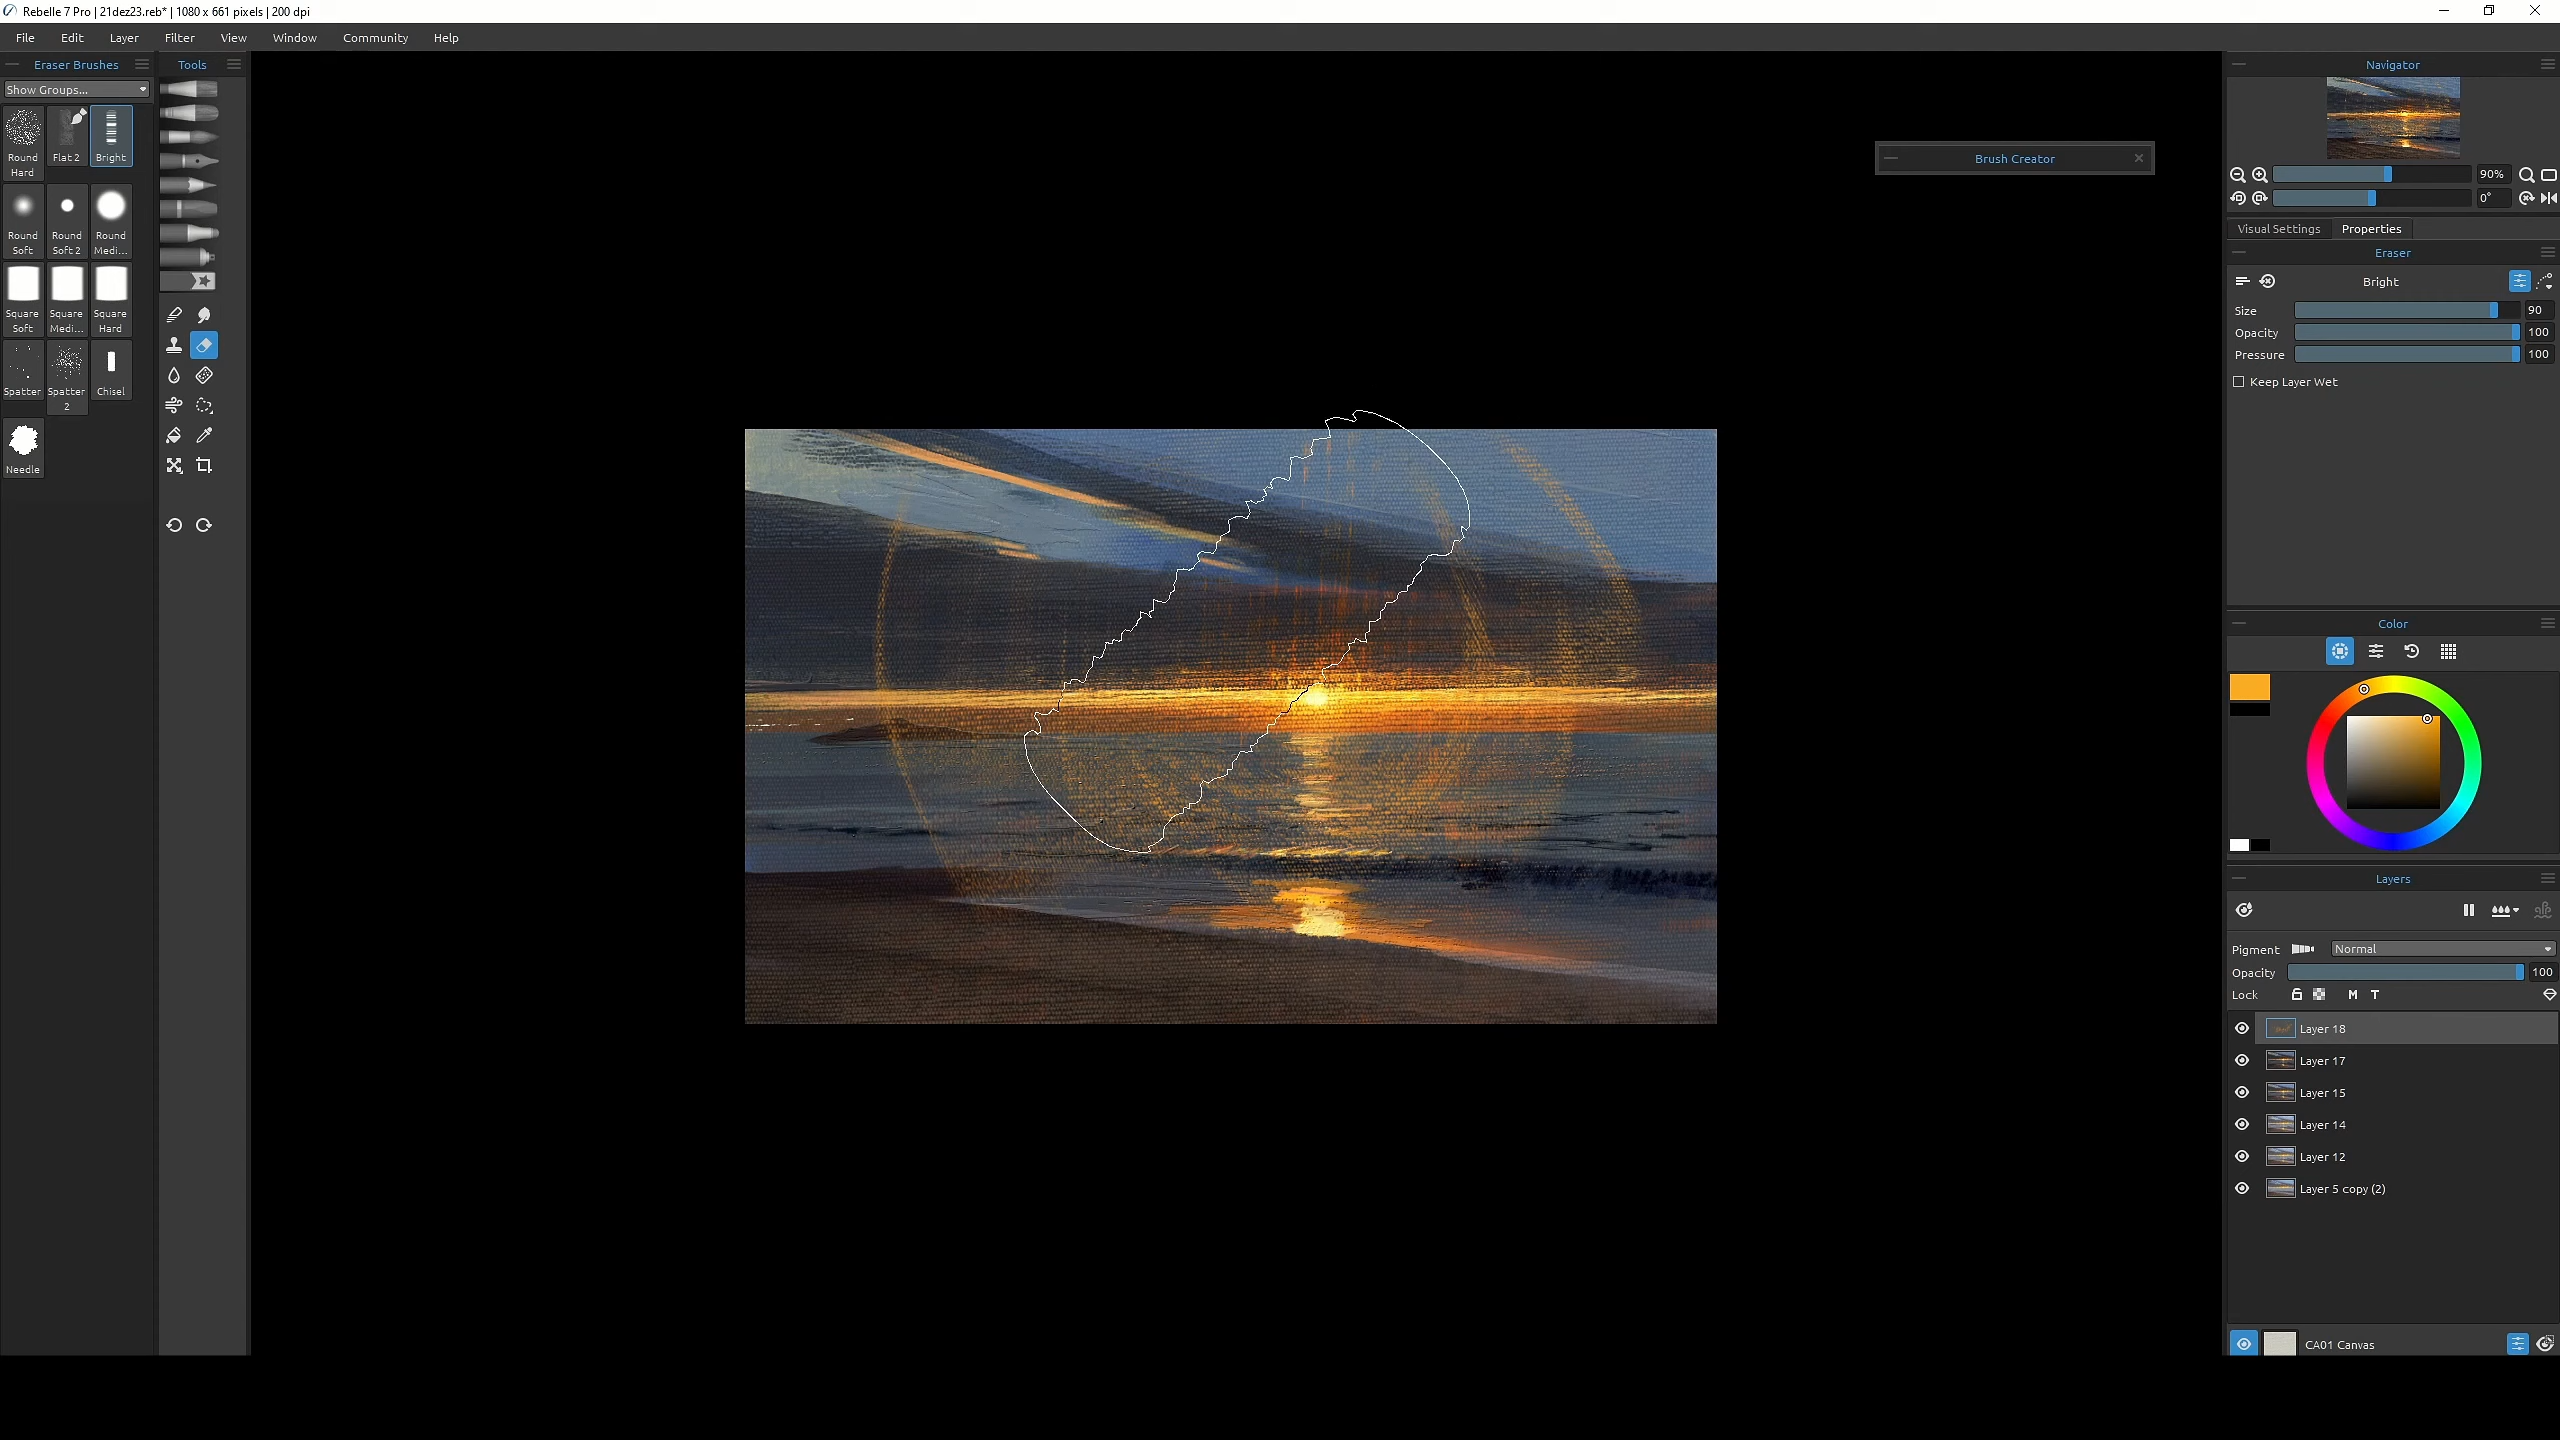 Rebelle 7 Pro | 21dez23.reb* | 1080 x 661 pixels | 200 dpi
File Edit Layer Filter View Window Community Help
Eraser Brushes
Show Groups...
Round Hard
Flat 2
Bright
Round Soft
Round Soft 2
Round Medi...
Square Soft
Square Medi...
Square Hard
Spatter
Spatter 2
Chisel
Needle
Tools
Brush Creator
Navigator
90%
0°
Visual Settings Properties
Eraser
Bright
Size 90
Opacity 100
Pressure 100
Keep Layer Wet
Color
Layers
Pigment Normal
Opacity 100
Lock M T
Layer 18
Layer 17
Layer 15
Layer 14
Layer 12
Layer 5 copy (2)
CA01 Canvas